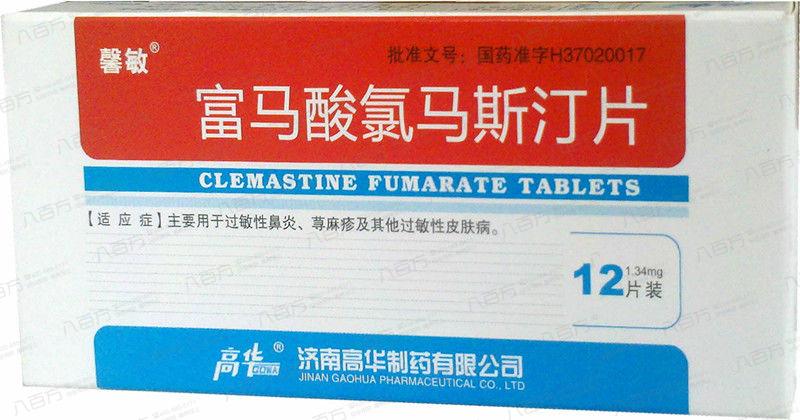 馨敏®
批准文号：国药准字H37020017
富马酸氯马斯汀片
CLEMASTINE FUMARATE TABLETS
【适应症】主要用于过敏性鼻炎、荨麻疹及其他过敏性皮肤病。
1.34mg
12片装
高华® 济南高华制药有限公司
JINAN GAOHUA PHARMACEUTICAL CO., LTD
八百方